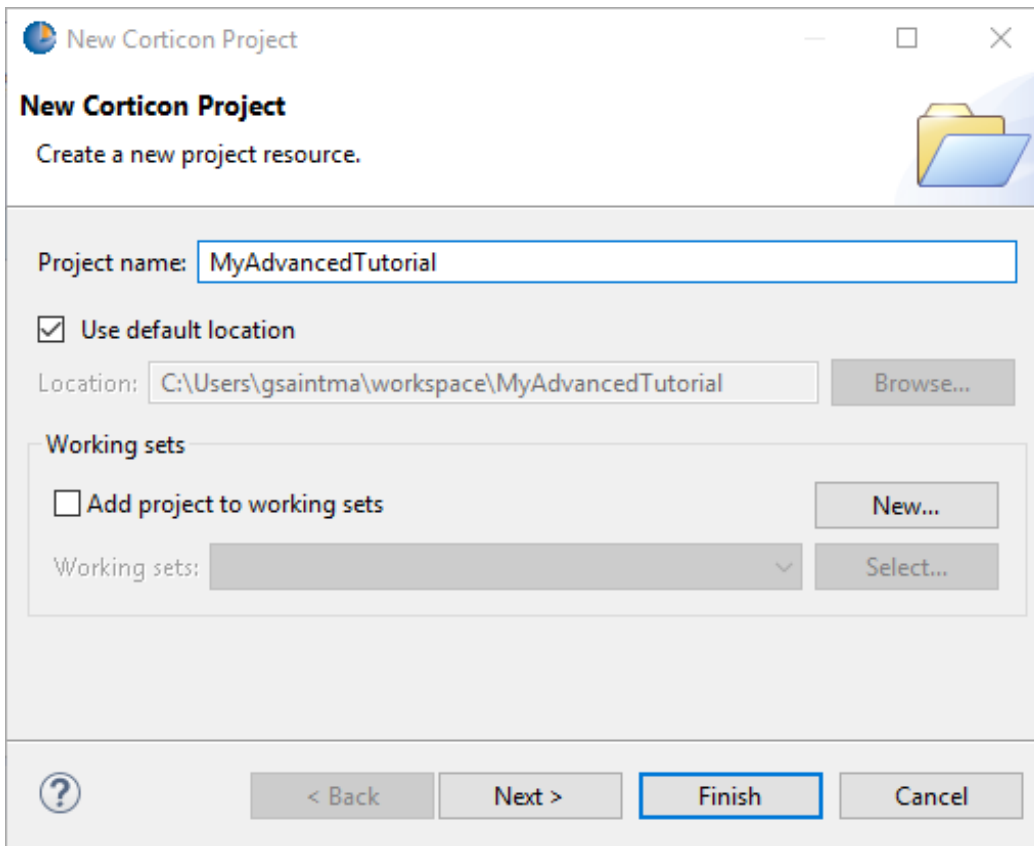 New Corticon Project
New Corticon Project
Create a new project resource.
Project name: MyAdvancedTutorial
Use default location
Location: C:\Users\gsaintma\workspace\MyAdvancedTutorial Browse...
Working sets
Add project to working sets New...
Working sets: Select...
? < Back Next > Finish Cancel